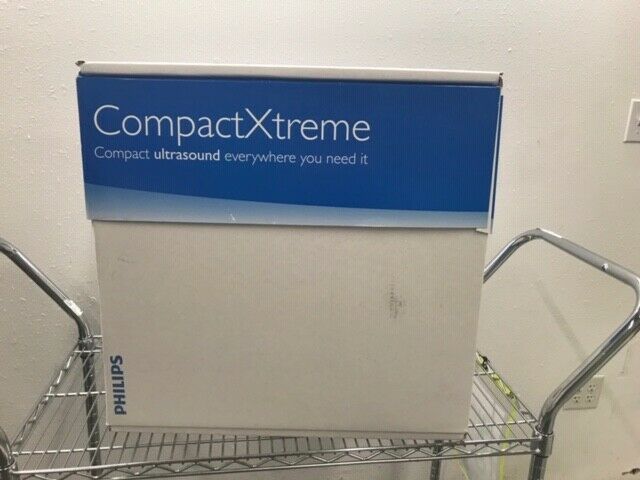 CompactXtreme
Compact ultrasound everywhere you need it
PHILIPS